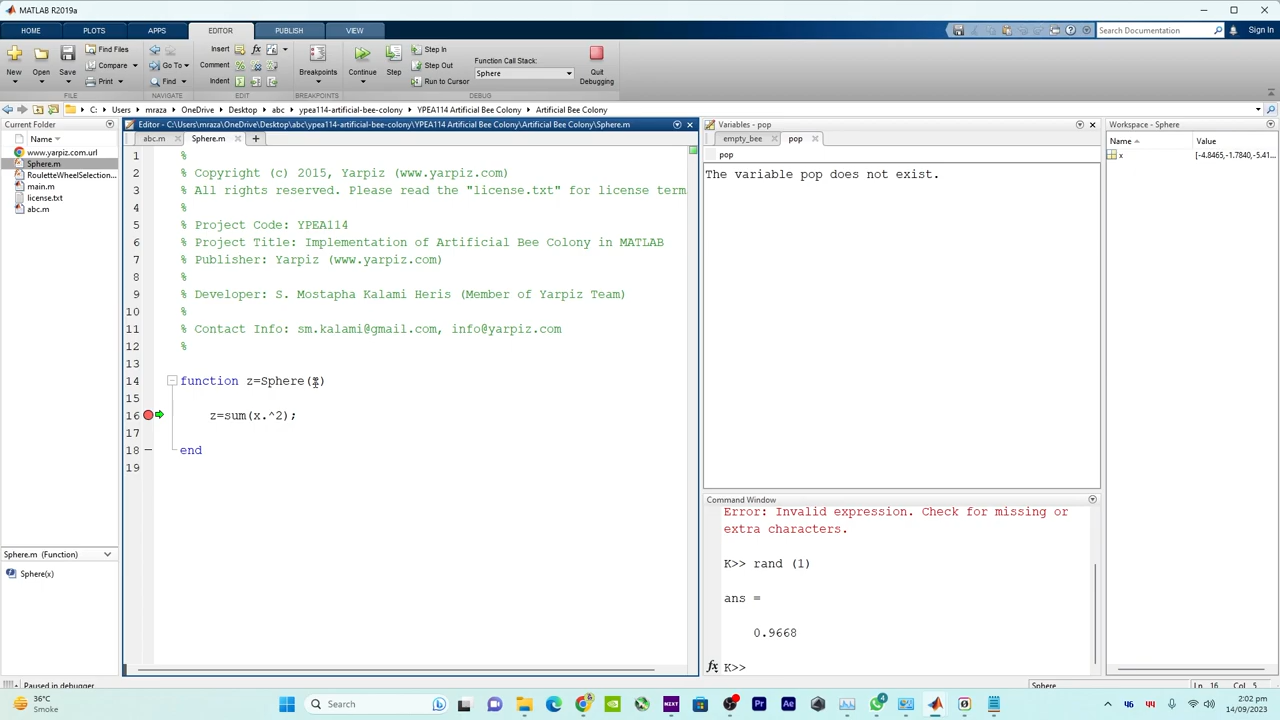 MATLAB R2019a
HOME PLOTS APPS EDITOR PUBLISH VIEW
Search Documentation Sign In
New Open Save Find Files Compare Print
Go To Find
Insert Comment Indent
Breakpoints
Continue Step Step In Step Out Run to Cursor
Function Call Stack:
Sphere
Quit Debugging
FILE NAVIGATE EDIT BREAKPOINTS DEBUG
C: Users mraza OneDrive Desktop abc ypea114-artificial-bee-colony YPEA114 Artificial Bee Colony Artificial Bee Colony
Current Folder
Name
www.yarpiz.com.url
Sphere.m
RouletteWheelSelection...
main.m
license.txt
abc.m
Sphere.m (Function)
Sphere(x)
Editor - C:\Users\mraza\OneDrive\Desktop\abc\ypea114-artificial-bee-colony\YPEA114 Artificial Bee Colony\Artificial Bee Colony\Sphere.m
abc.m Sphere.m
1 %
2 % Copyright (c) 2015, Yarpiz (www.yarpiz.com)
3 % All rights reserved. Please read the "license.txt" for license term
4 %
5 % Project Code: YPEA114
6 % Project Title: Implementation of Artificial Bee Colony in MATLAB
7 % Publisher: Yarpiz (www.yarpiz.com)
8 %
9 % Developer: S. Mostapha Kalami Heris (Member of Yarpiz Team)
10 %
11 % Contact Info: sm.kalami@gmail.com, info@yarpiz.com
12 %
13
14 function z=Sphere(x)
15
16 z=sum(x.^2);
17
18 end
19
Variables - pop
empty_bee pop
pop
The variable pop does not exist.
Command Window
Error: Invalid expression. Check for missing or
extra characters.
K>> rand (1)
ans =
0.9668
fx K>>
Workspace - Sphere
Name Value
x [-4.8465,-1.7840,-5.41...
Paused in debugger
Sphere Ln 16 Col 5
36°C
Smoke
Search
2:02 pm
14/09/2023